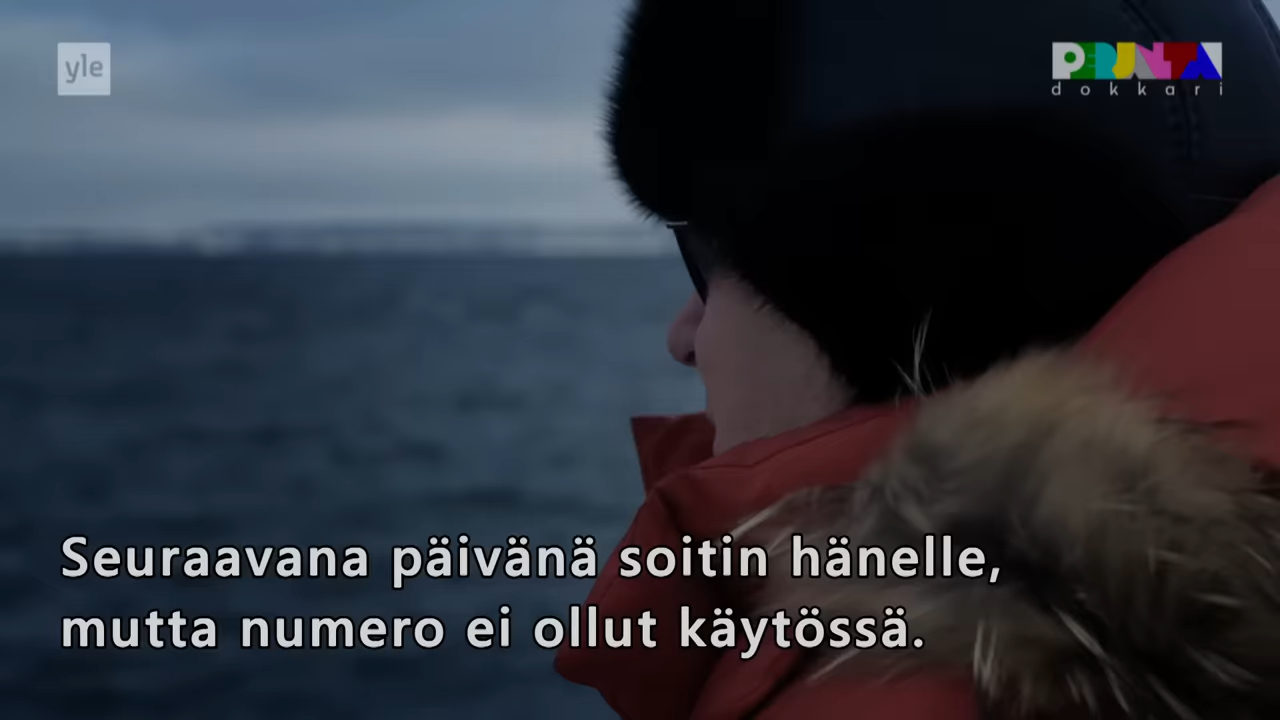 yle
PERJANTAI
dokkari
Seuraavana päivänä soitin hänelle,
mutta numero ei ollut käytössä.